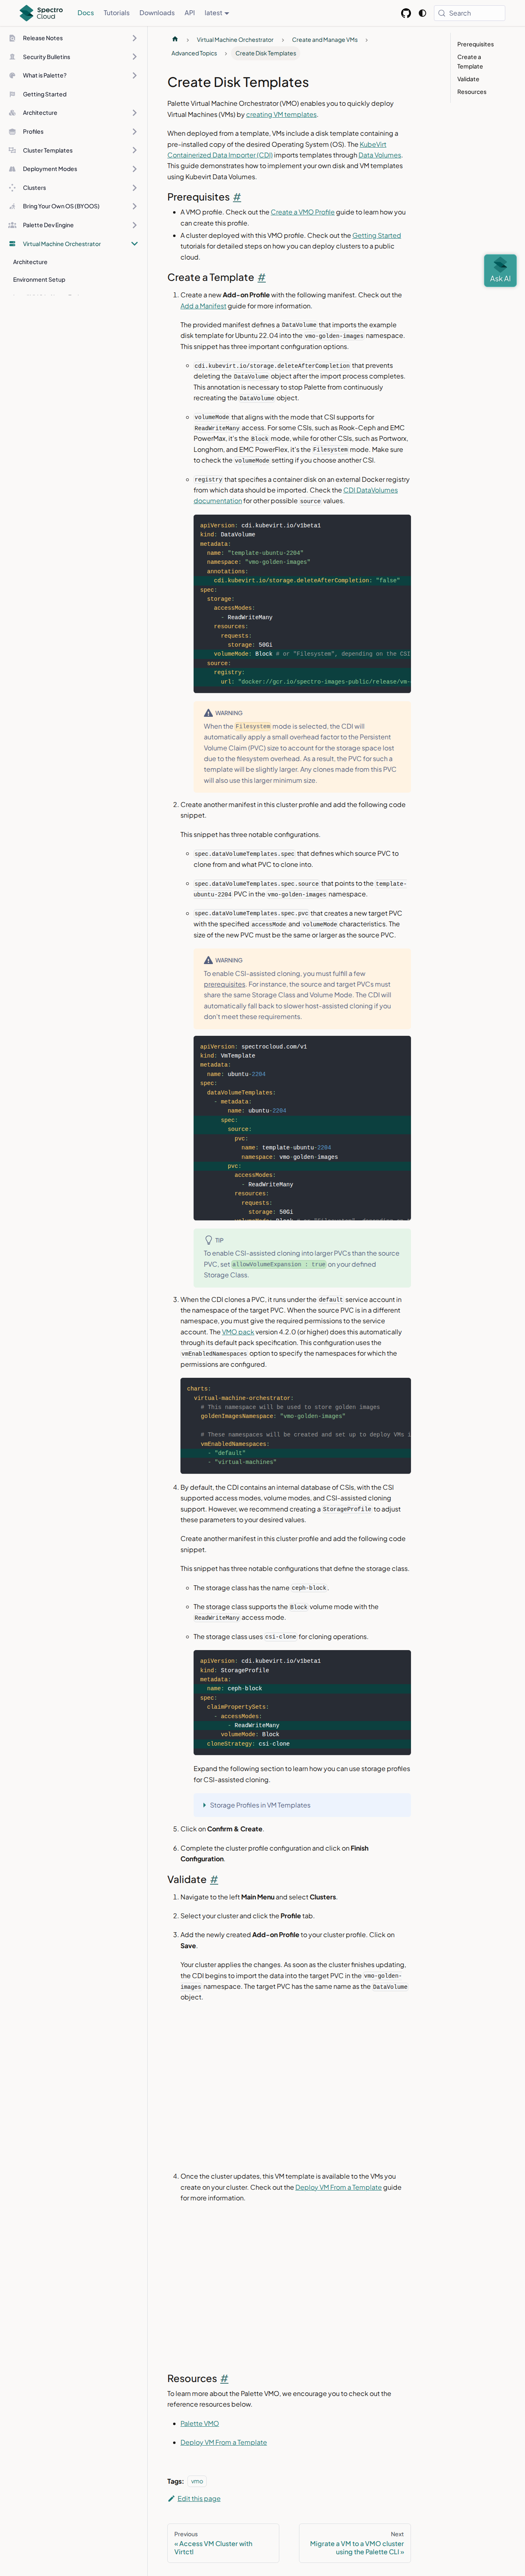 Spectro Cloud
Docs
Tutorials
Downloads
API
latest
Search
Release Notes
Security Bulletins
What is Palette?
Getting Started
Architecture
Profiles
Cluster Templates
Deployment Modes
Clusters
Bring Your Own OS (BYOOS)
Palette Dev Engine
Virtual Machine Orchestrator
Architecture
Environment Setup
Virtual Machine Orchestrator
Create and Manage VMs
Advanced Topics
Create Disk Templates
Prerequisites
Create a
Template
Validate
Resources
Ask AI
Create Disk Templates
Palette Virtual Machine Orchestrator (VMO) enables you to quickly deploy
Virtual Machines (VMs) by creating VM templates.
When deployed from a template, VMs include a disk template containing a
pre-installed copy of the desired Operating System (OS). The KubeVirt
Containerized Data Importer (CDI) imports templates through Data Volumes.
This guide demonstrates how to implement your own disk and VM templates
using Kubevirt Data Volumes.
Prerequisites #
• A VMO profile. Check out the Create a VMO Profile guide to learn how you
can create this profile.
• A cluster deployed with this VMO profile. Check out the Getting Started
tutorials for detailed steps on how you can deploy clusters to a public
cloud.
Create a Template #
1. Create a new Add-on Profile with the following manifest. Check out the
Add a Manifest guide for more information.
The provided manifest defines a DataVolume that imports the example
disk template for Ubuntu 22.04 into the vmo-golden-images namespace.
This snippet has three important configuration options.
◦ cdi.kubevirt.io/storage.deleteAfterCompletion that prevents
deleting the DataVolume object after the import process completes.
This annotation is necessary to stop Palette from continuously
recreating the DataVolume object.
◦ volumeMode that aligns with the mode that CSI supports for
ReadWriteMany access. For some CSIs, such as Rook-Ceph and EMC
PowerMax, it's the Block mode, while for other CSIs, such as Portworx,
Longhorn, and EMC PowerFlex, it's the Filesystem mode. Make sure
to check the volumeMode setting if you choose another CSI.
◦ registry that specifies a container disk on an external Docker registry
from which data should be imported. Check the CDI DataVolumes
documentation for other possible source values.
apiVersion: cdi.kubevirt.io/v1beta1
kind: DataVolume
metadata:
name: "template-ubuntu-2204"
namespace: "vmo-golden-images"
annotations:
cdi.kubevirt.io/storage.deleteAfterCompletion: "false"
spec:
storage:
accessModes:
- ReadWriteMany
resources:
requests:
storage: 50Gi
volumeMode: Block # or "Filesystem", depending on the CSI
source:
registry:
url: "docker://gcr.io/spectro-images-public/release/vm-
WARNING
When the Filesystem mode is selected, the CDI will
automatically apply a small overhead factor to the Persistent
Volume Claim (PVC) size to account for the storage space lost
due to the filesystem overhead. As a result, the PVC for such a
template will be slightly larger. Any clones made from this PVC
will also use this larger minimum size.
2. Create another manifest in this cluster profile and add the following code
snippet.
This snippet has three notable configurations.
◦ spec.dataVolumeTemplates.spec that defines which source PVC to
clone from and what PVC to clone into.
◦ spec.dataVolumeTemplates.spec.source that points to the template-
ubuntu-2204 PVC in the vmo-golden-images namespace.
◦ spec.dataVolumeTemplates.spec.pvc that creates a new target PVC
with the specified accessMode and volumeMode characteristics. The
size of the new PVC must be the same or larger as the source PVC.
WARNING
To enable CSI-assisted cloning, you must fulfill a few
prerequisites. For instance, the source and target PVCs must
share the same Storage Class and Volume Mode. The CDI will
automatically fall back to slower host-assisted cloning if you
don't meet these requirements.
apiVersion: spectrocloud.com/v1
kind: VmTemplate
metadata:
name: ubuntu-2204
spec:
dataVolumeTemplates:
- metadata:
name: ubuntu-2204
spec:
source:
pvc:
name: template-ubuntu-2204
namespace: vmo-golden-images
pvc:
accessModes:
- ReadWriteMany
resources:
requests:
storage: 50Gi
TIP
To enable CSI-assisted cloning into larger PVCs than the source
PVC, set allowVolumeExpansion : true on your defined
Storage Class.
3. When the CDI clones a PVC, it runs under the default service account in
the namespace of the target PVC. When the source PVC is in a different
namespace, you must give the required permissions to the service
account. The VMO pack version 4.2.0 (or higher) does this automatically
through its default pack specification. This configuration uses the
vmEnabledNamespaces option to specify the namespaces for which the
permissions are configured.
charts:
virtual-machine-orchestrator:
# This namespace will be used to store golden images
goldenImagesNamespace: "vmo-golden-images"
# These namespaces will be created and set up to deploy VMs i
vmEnabledNamespaces:
- "default"
- "virtual-machines"
4. By default, the CDI contains an internal database of CSIs, with the CSI
supported access modes, volume modes, and CSI-assisted cloning
support. However, we recommend creating a StorageProfile to adjust
these parameters to your desired values.
Create another manifest in this cluster profile and add the following code
snippet.
This snippet has three notable configurations that define the storage class.
◦ The storage class has the name ceph-block.
◦ The storage class supports the Block volume mode with the
ReadWriteMany access mode.
◦ The storage class uses csi-clone for cloning operations.
apiVersion: cdi.kubevirt.io/v1beta1
kind: StorageProfile
metadata:
name: ceph-block
spec:
claimPropertySets:
- accessModes:
- ReadWriteMany
volumeMode: Block
cloneStrategy: csi-clone
Expand the following section to learn how you can use storage profiles
for CSI-assisted cloning.
Storage Profiles in VM Templates
5. Click on Confirm & Create.
6. Complete the cluster profile configuration and click on Finish
Configuration.
Validate #
1. Navigate to the left Main Menu and select Clusters.
2. Select your cluster and click the Profile tab.
3. Add the newly created Add-on Profile to your cluster profile. Click on
Save.
Your cluster applies the changes. As soon as the cluster finishes updating,
the CDI begins to import the data into the target PVC in the vmo-golden-
images namespace. The target PVC has the same name as the DataVolume
object.
4. Once the cluster updates, this VM template is available to the VMs you
create on your cluster. Check out the Deploy VM From a Template guide
for more information.
Resources #
To learn more about the Palette VMO, we encourage you to check out the
reference resources below.
• Palette VMO
• Deploy VM From a Template
Tags: vmo
Edit this page
Previous
« Access VM Cluster with
Virtctl
Next
Migrate a VM to a VMO cluster
using the Palette CLI »